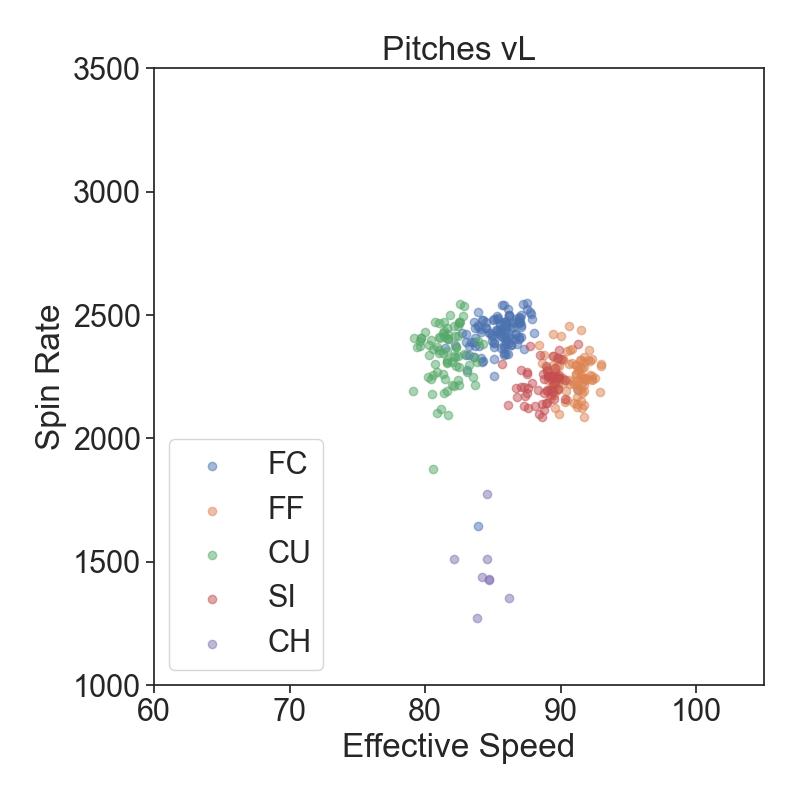 Pitches vL
3500
3000
2500
2000
1500
1000
Spin Rate
FC
FF
CU
SI
CH
60 70 80 90 100
Effective Speed